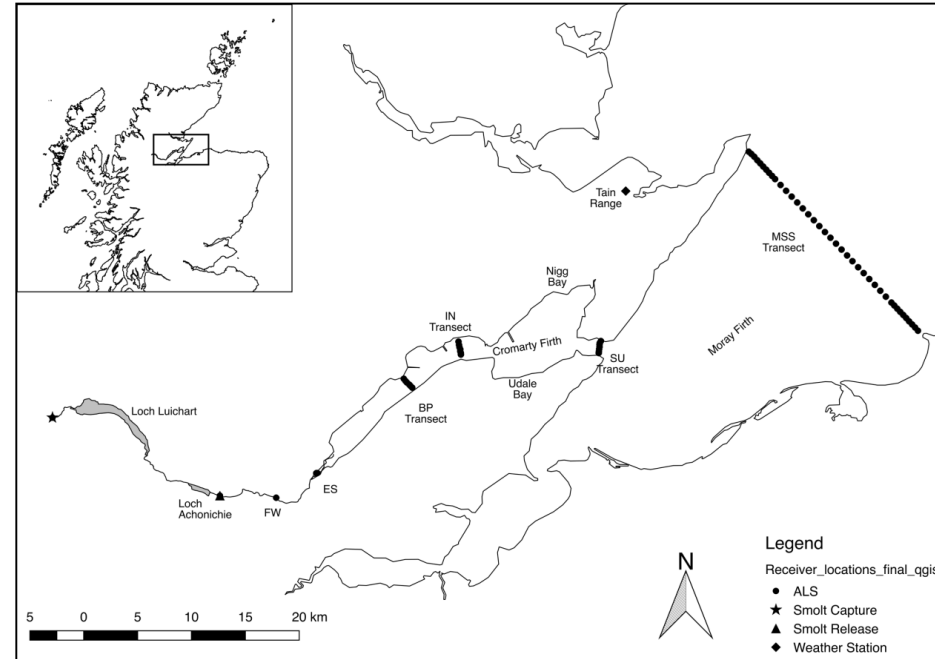 Tain
Range
MSS
Transect
Nigg
Bay
IN
Transect
Cromarty Firth
Moray Firth
SU
Transect
Udale
Bay
BP
Transect
Loch Luichart
ES
Loch
Achonichie
FW
N
Legend
Receiver_locations_final_qgis
ALS
Smolt Capture
Smolt Release
Weather Station
5 0 5 10 15 20 km